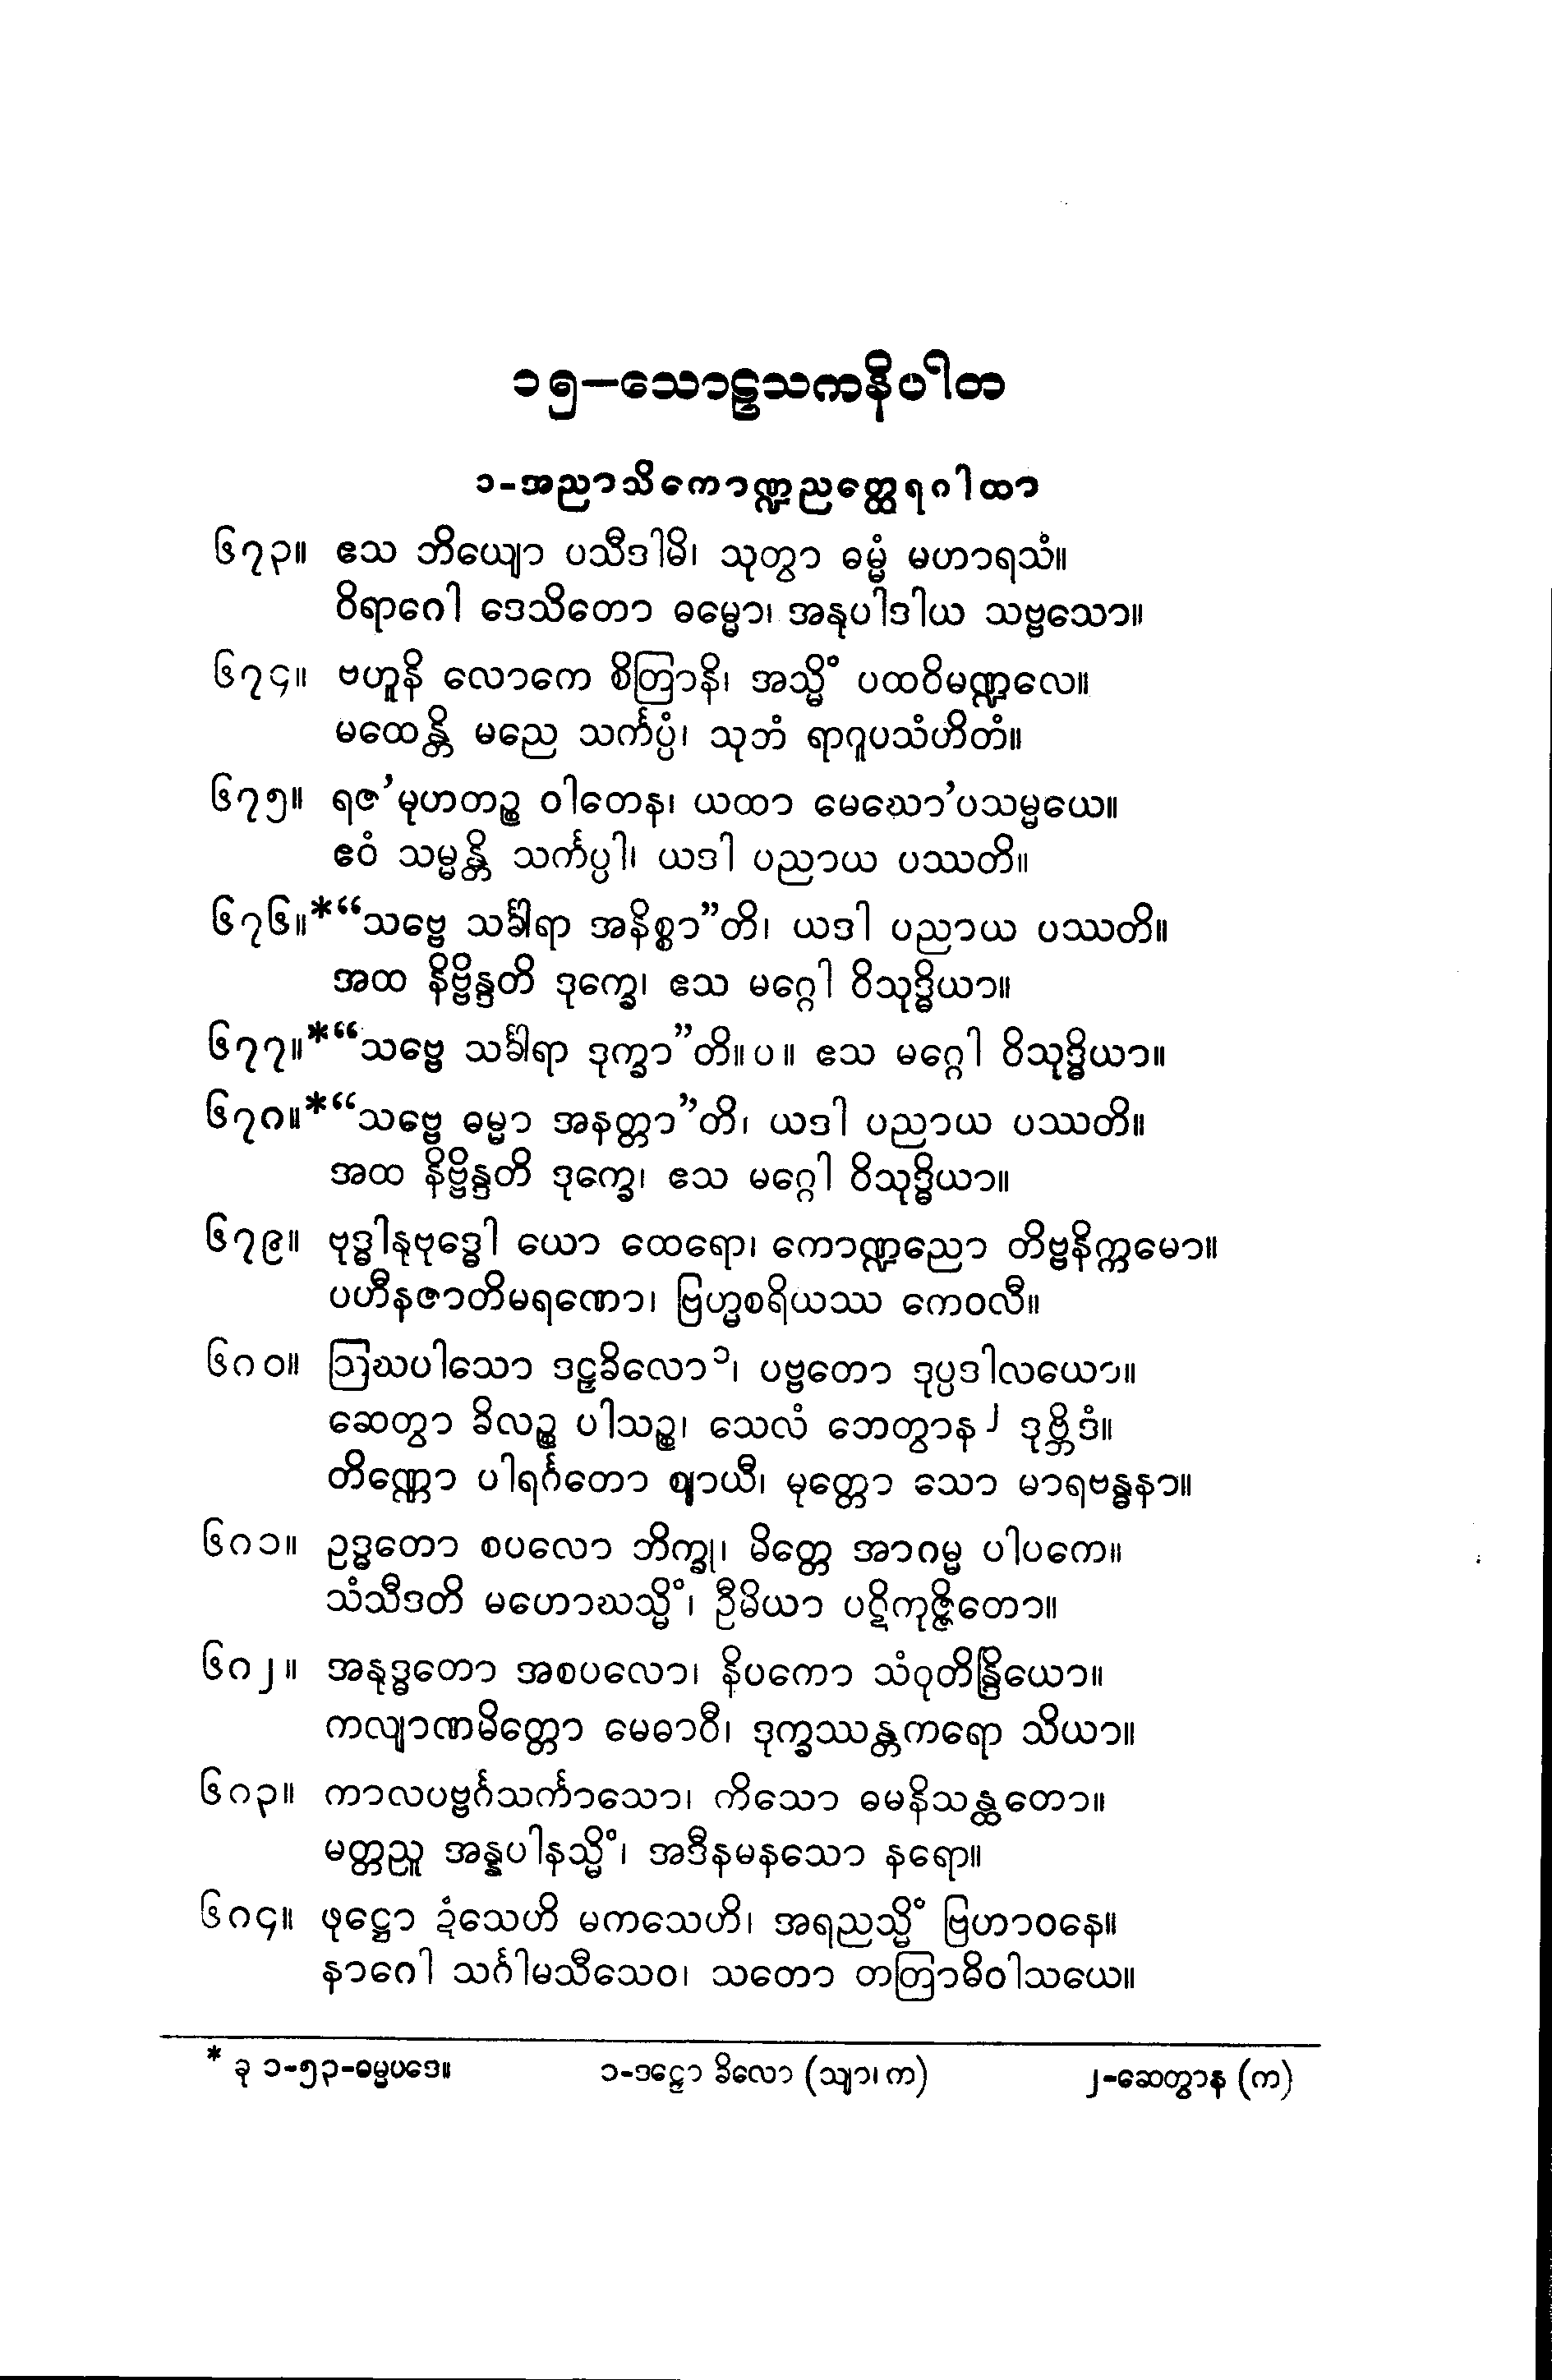 ၁၅–သောဠသကနိပါတ
၁-အညာသိကောဏ္ဍညတ္ထေရဂါထာ
၆၇၃။ ဧသ ဘိယျော ပသီဒါမိ၊ သုတွာ ဓမ္မံ မဟာရသံ။
ဝိရာဂေါ ဒေသိတော ဓမ္မော၊ အနုပါဒါယ သဗ္ဗသော။
၆၇၄။ ဗဟူနိ လောကေ စိတြာနိ၊ အသ္မိံ ပထဝိမဏ္ဍလေ။
မထေန္တိ မညေ သင်္ကပ္ပံ၊ သုဘံ ရာဂူပသံဟိတံ။
၆၇၅။ ရဇ’မုဟတဉ္စ ဝါတေန၊ ယထာ မေဃော’ပသမ္မယေ။
ဧဝံ သမ္မန္တိ သင်္ကပ္ပါ၊ ယဒါ ပညာယ ပဿတိ။
၆၇၆။*“သဗ္ဗေ သင်္ခါရာ အနိစ္စာ”တိ၊ ယဒါ ပညာယ ပဿတိ။
အထ နိဗ္ဗိန္ဒတိ ဒုက္ခေ၊ ဧသ မဂ္ဂေါ ဝိသုဒ္ဓိယာ။
၆၇၇။*“သဗ္ဗေ သင်္ခါရာ ဒုက္ခာ”တိ။ပ။ ဧသ မဂ္ဂေါ ဝိသုဒ္ဓိယာ။
၆၇၈။*“သဗ္ဗေ ဓမ္မာ အနတ္တာ”တိ၊ ယဒါ ပညာယ ပဿတိ။
အထ နိဗ္ဗိန္ဒတိ ဒုက္ခေ၊ ဧသ မဂ္ဂေါ ဝိသုဒ္ဓိယာ။
၆၇၉။ ဗုဒ္ဓါနုဗုဒ္ဓေါ ယော ထေရော၊ ကောဏ္ဍညော တိဗ္ဗနိက္ကမော။
ပဟီနဇာတိမရဏော၊ ဗြဟ္မစရိယဿ ကေဝလီ။
၆၈၀။ ဩဃပါသော ဒဠှခိလော၁၊ ပဗ္ဗတော ဒုပ္ပဒါလယော။
ဆေတွာ ခိလဉ္စ ပါသဉ္စ၊ သေလံ ဘေတွာန၂ ဒုဗ္ဘိဒံ။
တိဏ္ဏော ပါရင်္ဂတော ဈာယီ၊ မုတ္တော သော မာရဗန္ဓနာ။
၆၈၁။ ဥဒ္ဓတော စပလော ဘိက္ခု၊ မိတ္တေ အာဂမ္မ ပါပကေ။
သံသီဒတိ မဟောဃသ္မိံ၊ ဦမိယာ ပဋိကုဇ္ဇိတော။
၆၈၂။ အနုဒ္ဓတော အစပလော၊ နိပကော သံဝုတိန္ဒြိယော။
ကလျာဏမိတ္တော မေဓာဝီ၊ ဒုက္ခဿန္တကရော သိယာ။
၆၈၃။ ကာလပဗ္ဗင်္ဂသင်္ကာသော၊ ကိသော ဓမနိသန္ထတော။
မတ္တညူ အန္နပါနသ္မိံ၊ အဒီနမနသော နရော။
၆၈၄။ ဖုဋ္ဌော ဍံသေဟိ မကသေဟိ၊ အရညသ္မိံ ဗြဟာဝနေ။
နာဂေါ သင်္ဂါမသီသေဝ၊ သတော တတြာဓိဝါသယေ။
* ခု ၁-၅၃-ဓမ္မပဒေ။ ၁-ဒဠှော ခိလော (သျာ၊ က) ၂-ဆေတွာန (က)